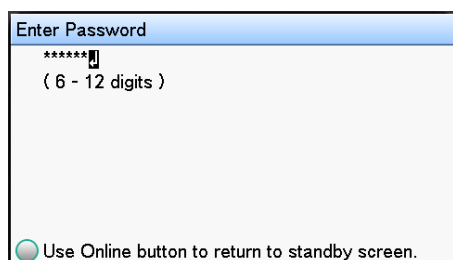 Enter Password
******↲
( 6 - 12 digits )
Use Online button to return to standby screen.